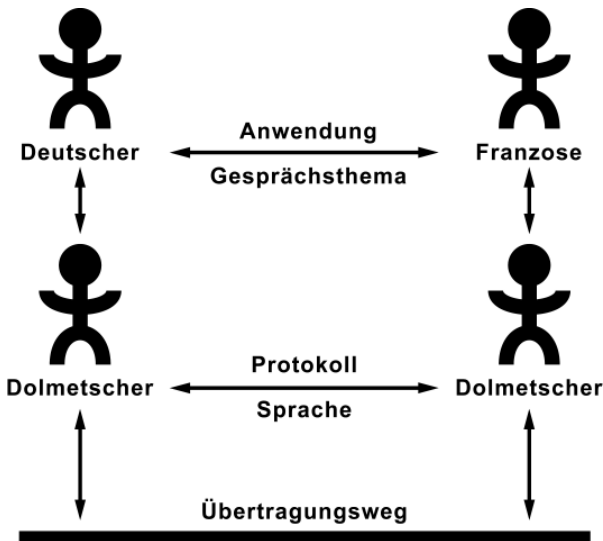 Anwendung
Deutscher
Franzose
Gesprächsthema
Protokoll
Dolmetscher
Dolmetscher
Sprache
Übertragungsweg